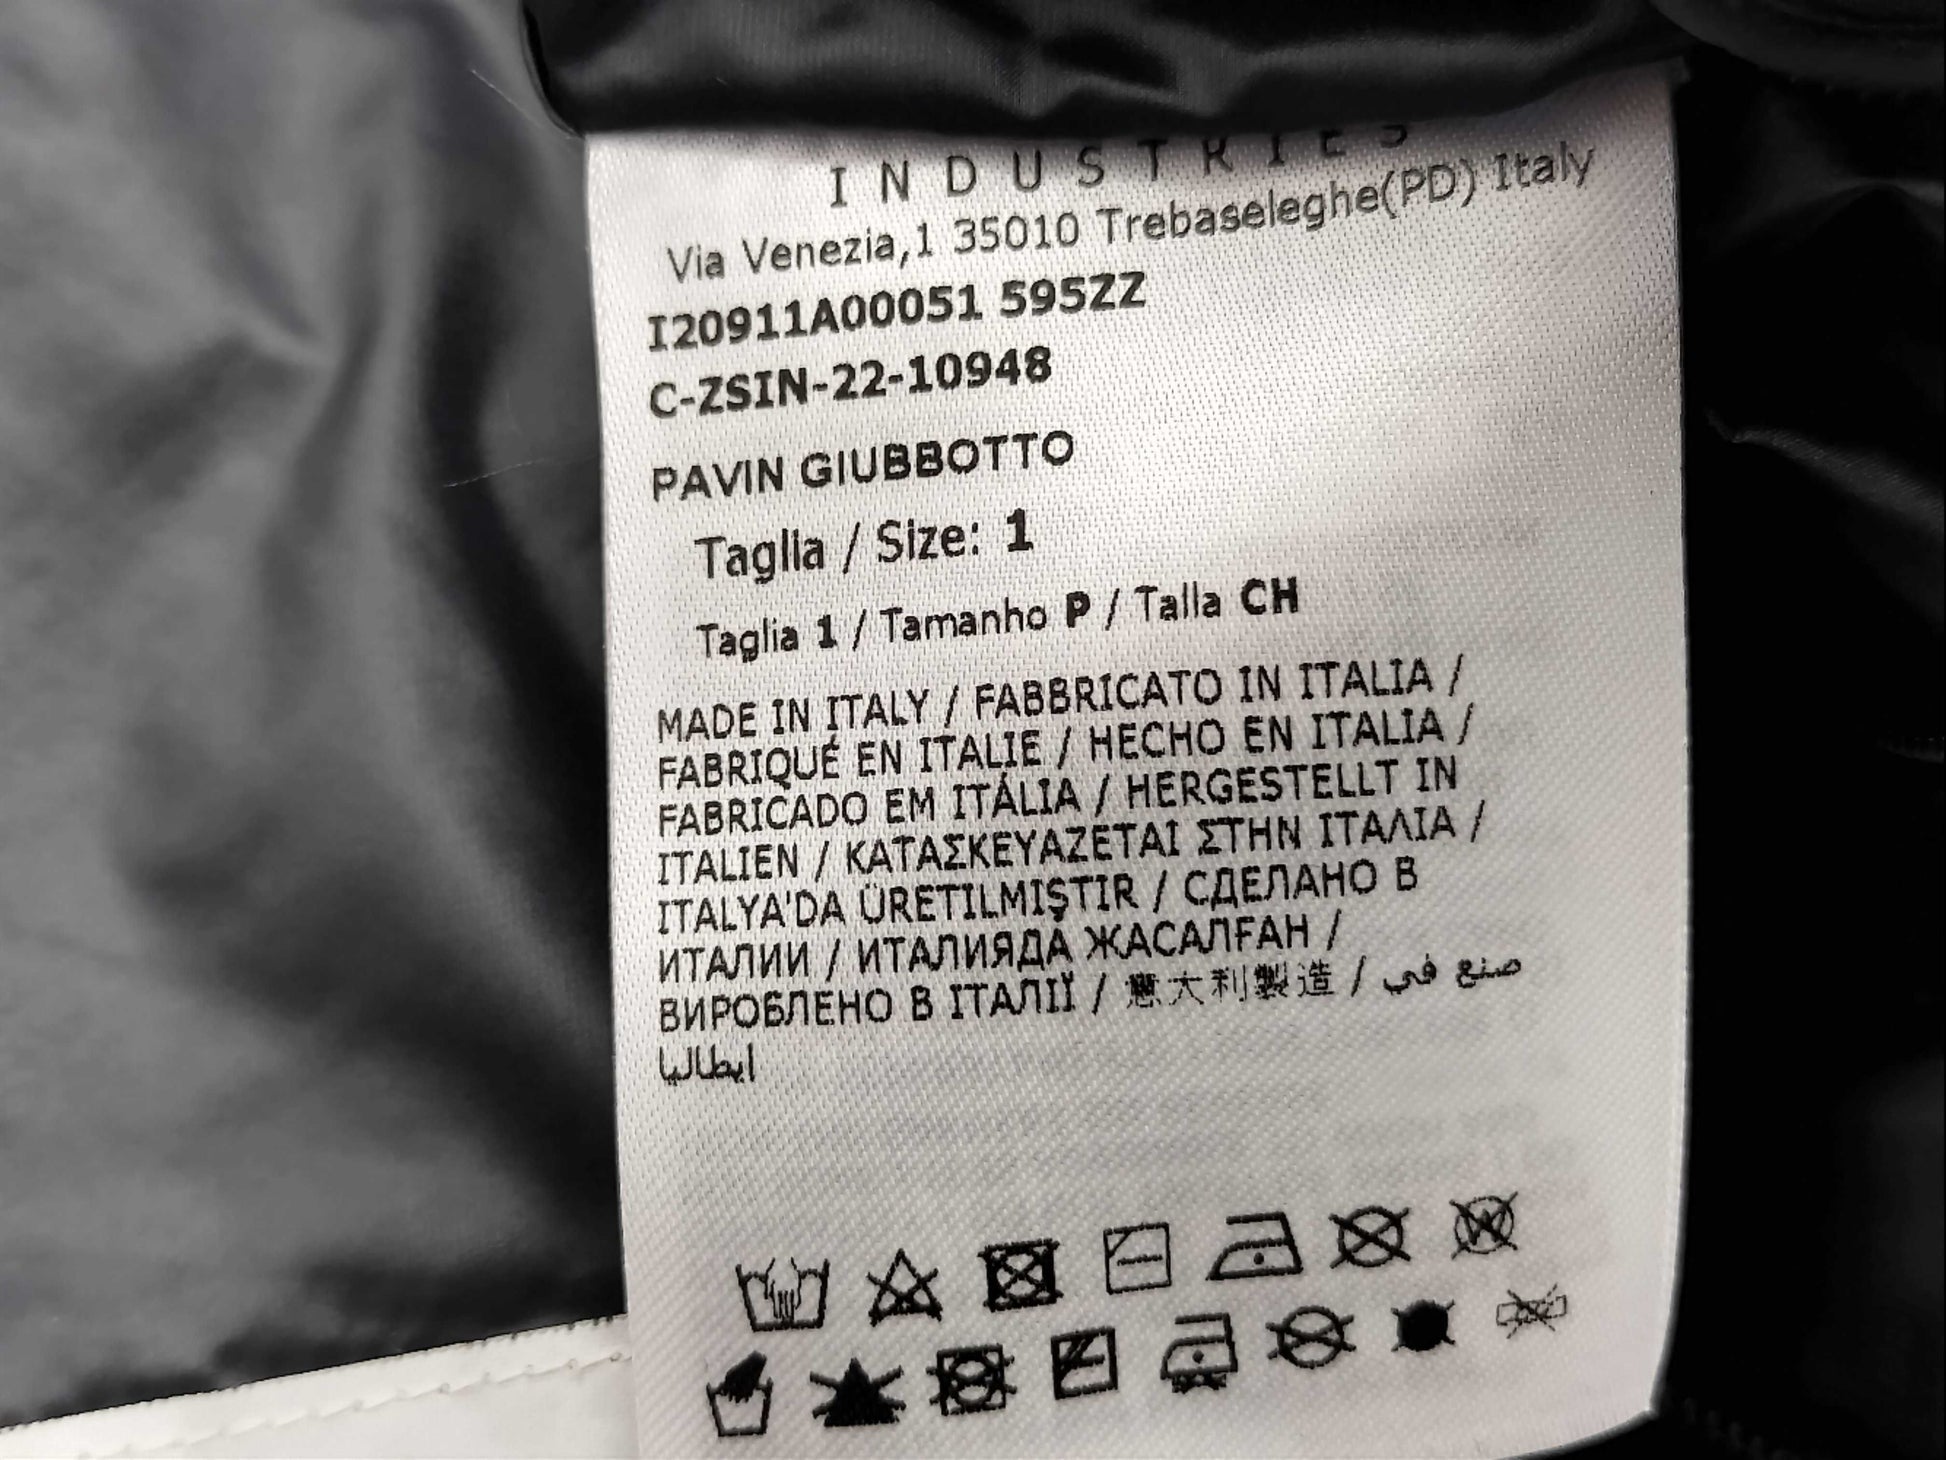 INDUSTRIES
Via Venezia,1 35010 Trebaseleghe(PD) Italy
I20911A00051 595ZZ
C-ZSIN-22-10948
PAVIN GIUBBOTTO
Taglia / Size: 1
Taglia 1 / Tamanho P / Talla CH
MADE IN ITALY / FABBRICATO IN ITALIA /
FABRIQUÉ EN ITALIE / HECHO EN ITALIA /
FABRICADO EM ITÁLIA / HERGESTELLT IN
ITALIEN / ΚΑΤΑΣΚΕΥΑΖΕΤΑΙ ΣΤΗΝ ΙΤΑΛΙΑ /
ITALYA'DA ÜRETILMIŞTIR / СДЕЛАНО В
ИТАЛИИ / ИТАЛИЯДА ЖАСАЛҒАН /
ВИРОБЛЕНО В ІТАЛІЇ / 意大利製造 / صنع في
ايطاليا